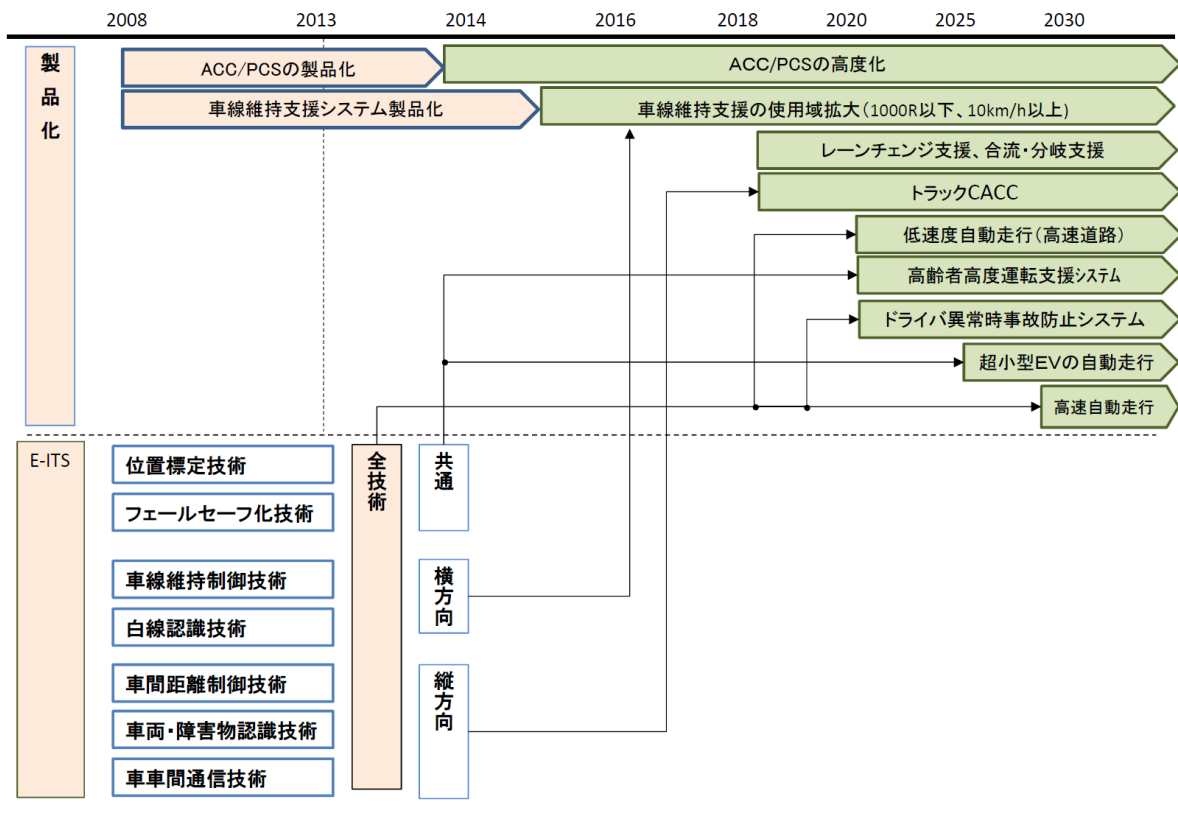 2008 2013 2014 2016 2018 2020 2025 2030
製品化
ACC/PCSの製品化
ACC/PCSの高度化
車線維持支援システム製品化
車線維持支援の使用域拡大(1000R以下、10km/h以上)
レーンチェンジ支援、合流・分岐支援
トラックCACC
低速度自動走行(高速道路)
高齢者高度運転支援システム
ドライバ異常時事故防止システム
超小型EVの自動走行
高速自動走行
E-ITS
位置標定技術
フェールセーフ化技術
車線維持制御技術
白線認識技術
車間距離制御技術
車両・障害物認識技術
車車間通信技術
全技術
共通
横方向
縦方向